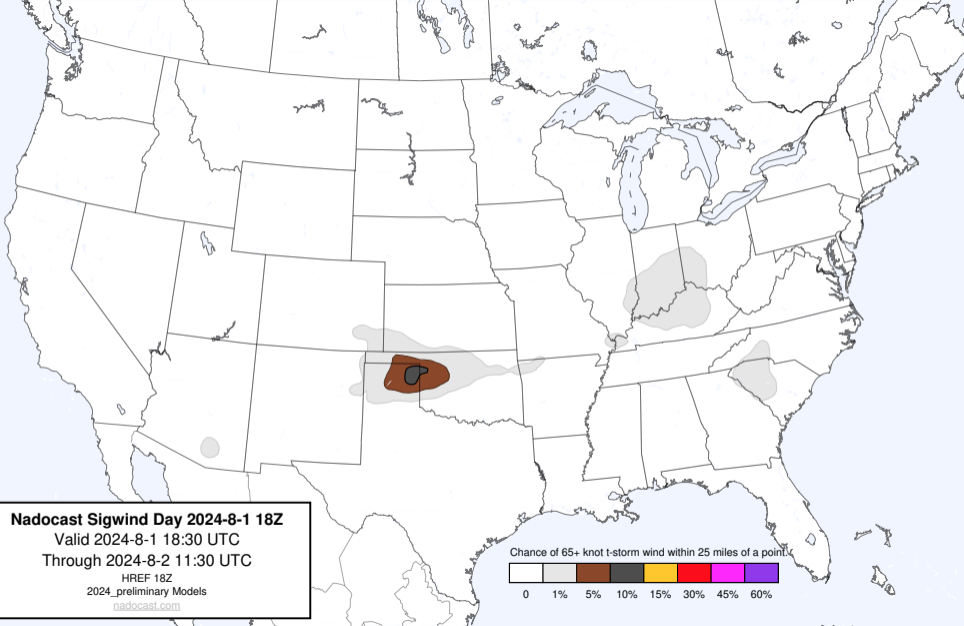 Nadocast Sigwind Day 2024-8-1 18Z
Valid 2024-8-1 18:30 UTC
Through 2024-8-2 11:30 UTC
HREF 18Z
2024_preliminary Models
nadocast.com
Chance of 65+ knot t-storm wind within 25 miles of a point.
0 1% 5% 10% 15% 30% 45% 60%